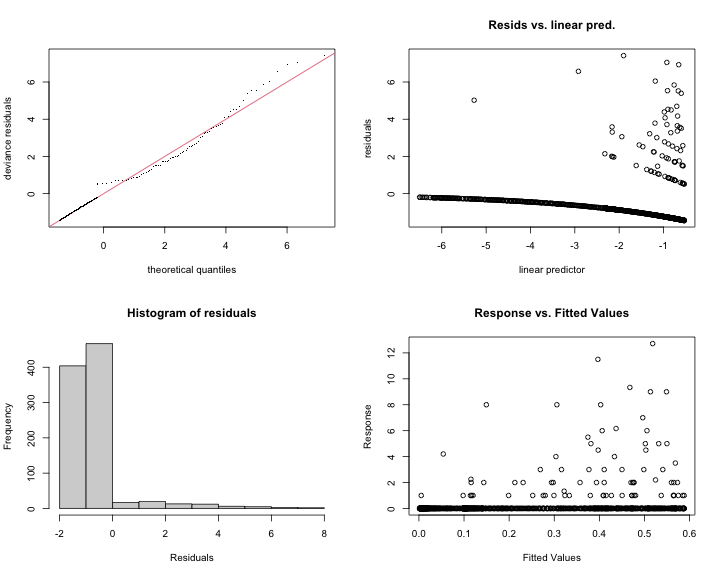 deviance residuals
0 2 4 6
0 2 4 6
theoretical quantiles
Resids vs. linear pred.
residuals
0 2 4 6
-6 -5 -4 -3 -2 -1
linear predictor
Histogram of residuals
Frequency
0 100 200 300 400
-2 0 2 4 6 8
Residuals
Response vs. Fitted Values
Response
0 2 4 6 8 10 12
0.0 0.1 0.2 0.3 0.4 0.5 0.6
Fitted Values